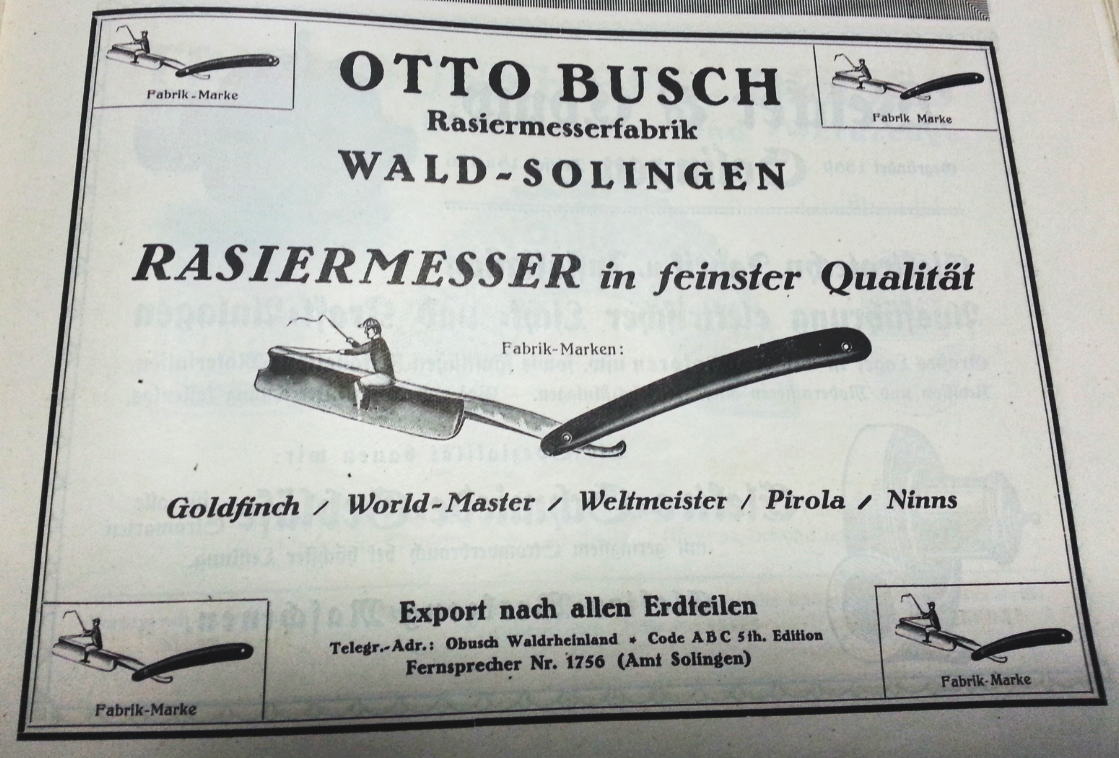 Fabrik-Marke
OTTO BUSCH
Fabrik Marke
Rasiermesserfabrik
WALD-SOLINGEN
RASIERMESSER in feinster Qualität
Fabrik-Marken:
Goldfinch / World-Master / Weltmeister / Pirola / Ninns
Export nach allen Erdteilen
Telegr.-Adr.: Obusch Waldrheinland * Code ABC 5th. Edition
Fernsprecher Nr. 1756 (Amt Solingen)
Fabrik-Marke
Fabrik-Marke